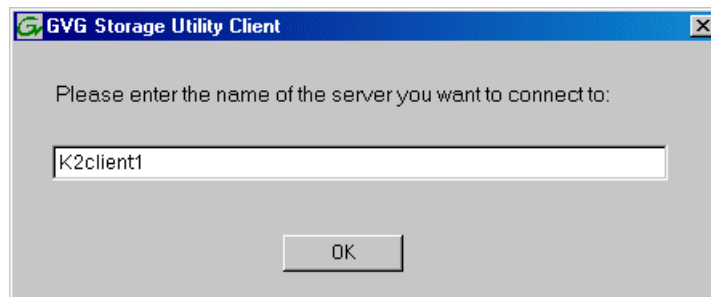 GVG Storage Utility Client
Please enter the name of the server you want to connect to:
K2client1
OK